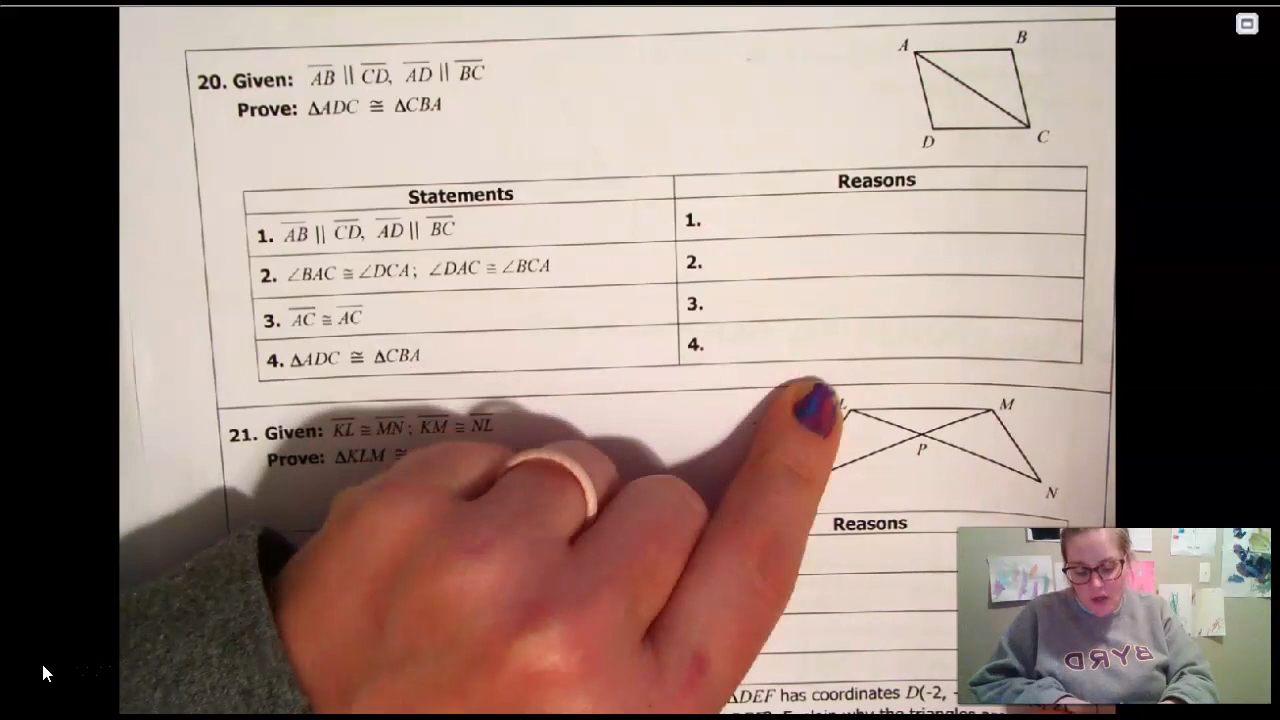 20. Given: AB || CD, AD || BC
Prove: ΔADC ≅ ΔCBA
A B
D C
Statements Reasons
1. AB || CD, AD || BC 1.
2. ∠BAC ≅ ∠DCA; ∠DAC ≅ ∠BCA 2.
3. AC ≅ AC 3.
4. ΔADC ≅ ΔCBA 4.
21. Given: KL ≅ MN; KM ≅ NL
Prove: ΔKLM ≅
L M
P
N
Reasons
BYRD
ΔDEF has coordinates D(-2,